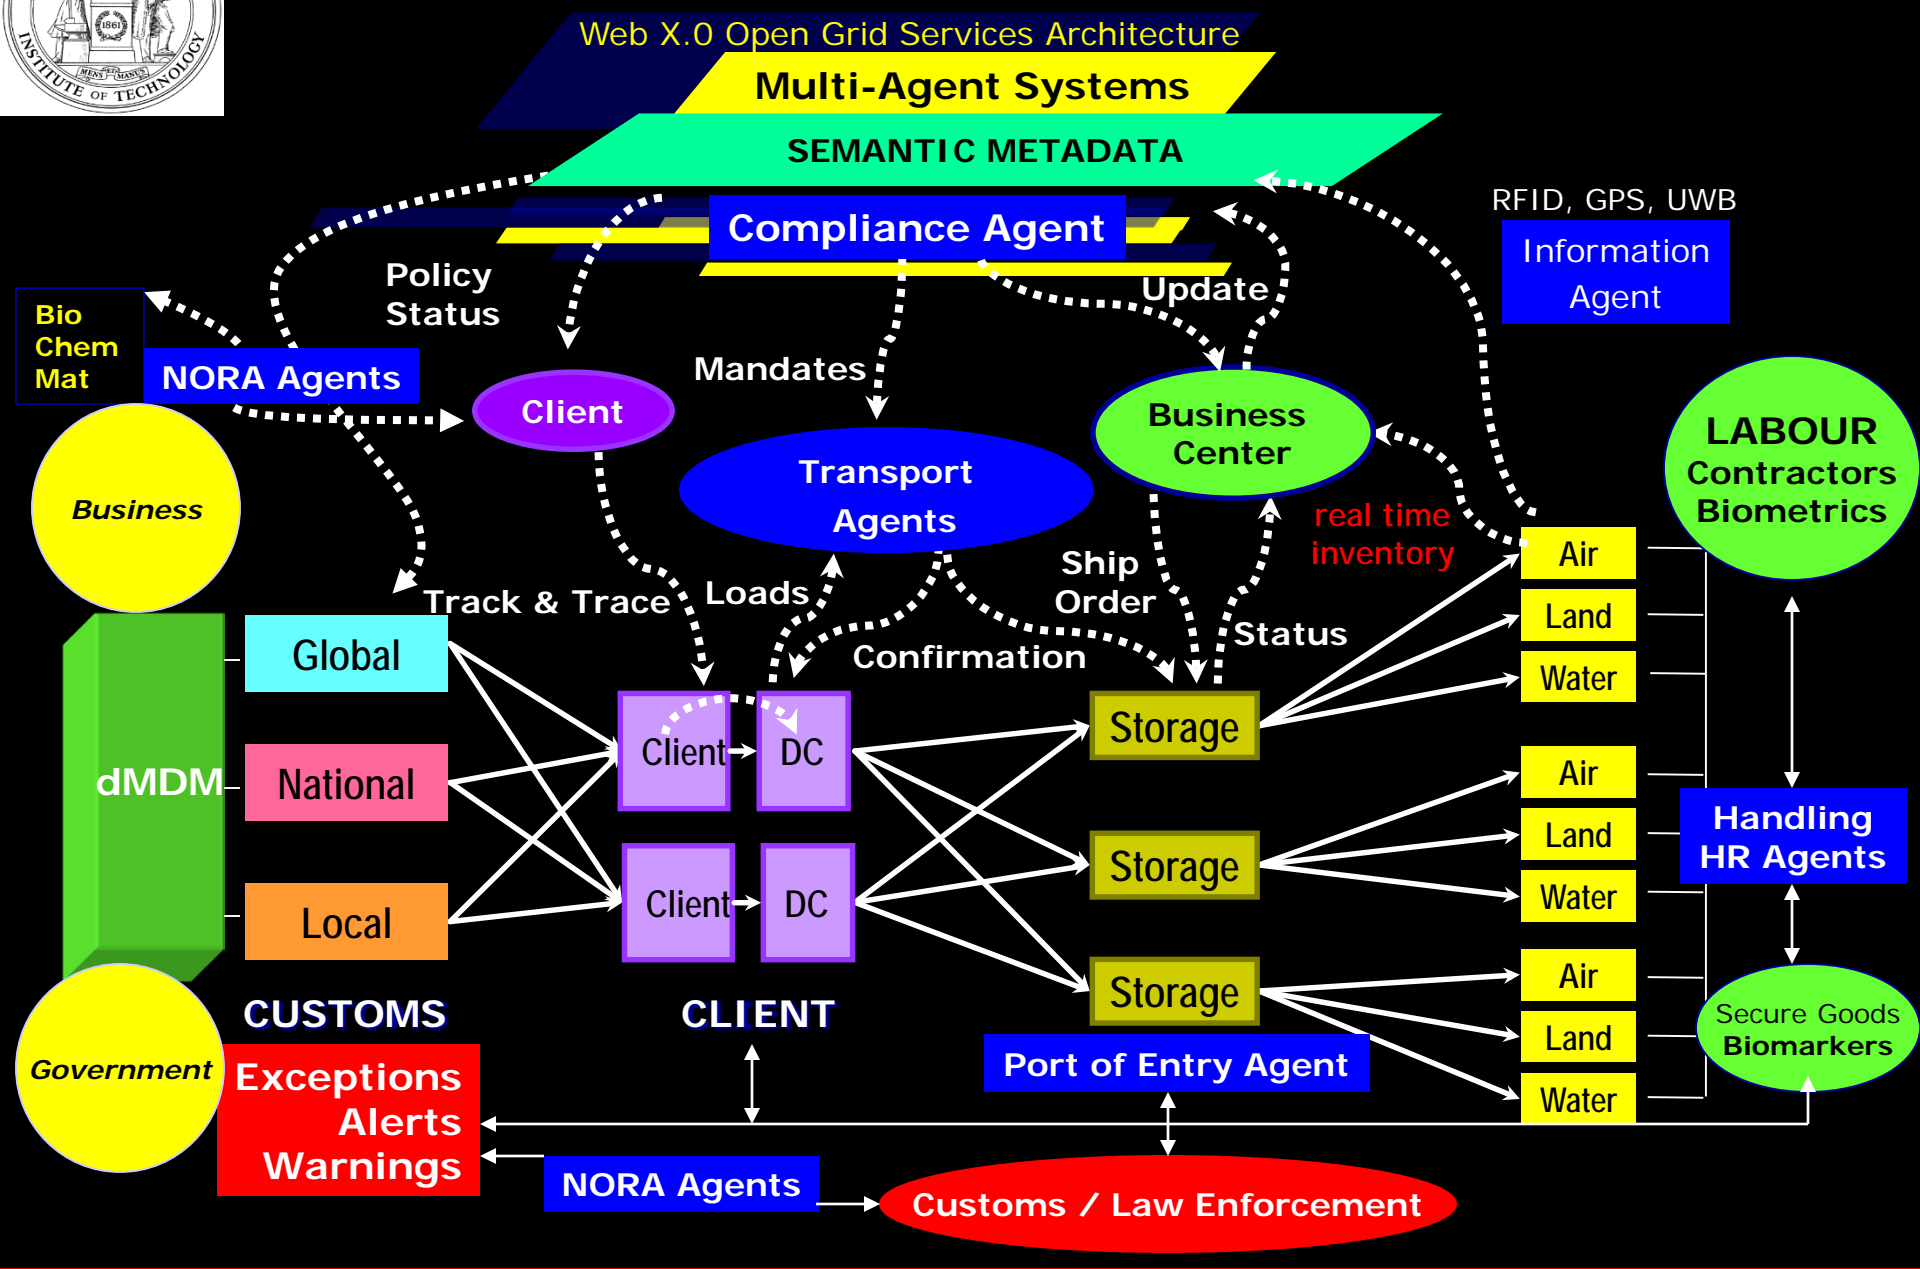 1861
MENS ET MANUS
INSTITUTE OF TECHNOLOGY
Web X.0 Open Grid Services Architecture
Multi-Agent Systems
SEMANTIC METADATA
Compliance Agent
RFID, GPS, UWB
Information
Agent
Policy
Status
Update
Bio
Chem
Mat
NORA Agents
Mandates
Client
Business
Center
Transport
Agents
LABOUR
Contractors
Biometrics
Business
real time
inventory
Ship
Order
Track & Trace
Loads
Confirmation
Status
Air
Land
Water
Global
National
Local
dMDM
Client
DC
Client
DC
Storage
Storage
Storage
Air
Land
Water
Handling
HR Agents
Air
Land
Water
Secure Goods
Biomarkers
CUSTOMS
CLIENT
Government
Exceptions
Alerts
Warnings
Port of Entry Agent
NORA Agents
Customs / Law Enforcement